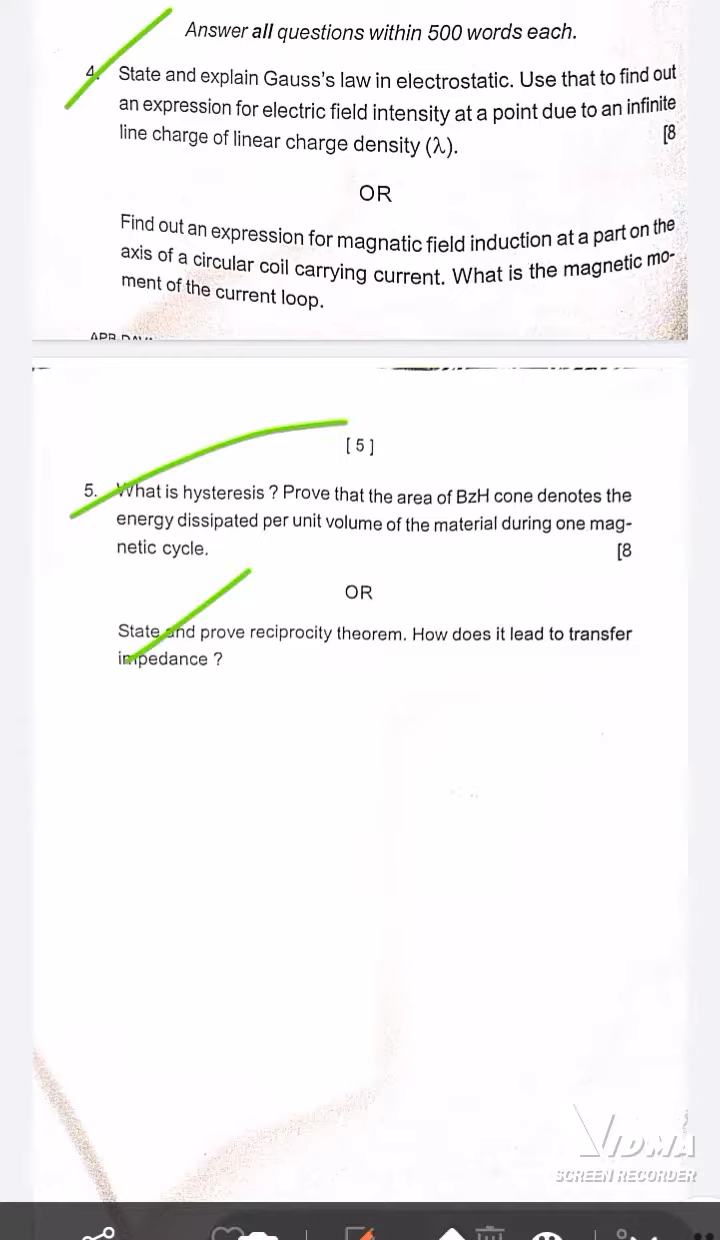 Answer all questions within 500 words each.
4. State and explain Gauss's law in electrostatic. Use that to find out
an expression for electric field intensity at a point due to an infinite
line charge of linear charge density (λ).
[8
OR
Find out an expression for magnatic field induction at a part on the
axis of a circular coil carrying current. What is the magnetic mo-
ment of the current loop.
[ 5 ]
5. What is hysteresis ? Prove that the area of BzH cone denotes the
energy dissipated per unit volume of the material during one mag-
netic cycle.
[8
OR
State and prove reciprocity theorem. How does it lead to transfer
impedance ?
VIDMA
SCREEN RECORDER